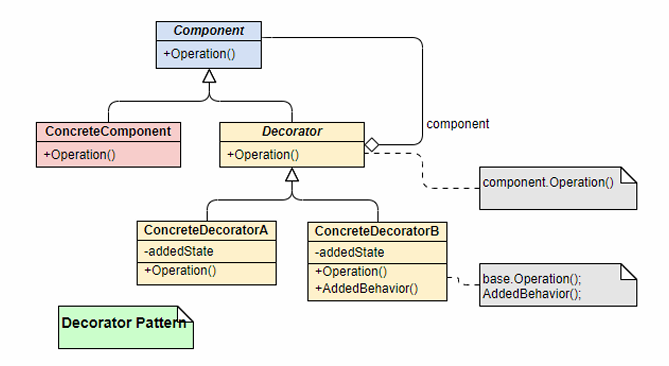 Component
+Operation()
ConcreteComponent
+Operation()
Decorator
+Operation()
component
component.Operation()
ConcreteDecoratorA
-addedState
+Operation()
ConcreteDecoratorB
-addedState
+Operation()
+AddedBehavior()
base.Operation();
AddedBehavior();
Decorator Pattern